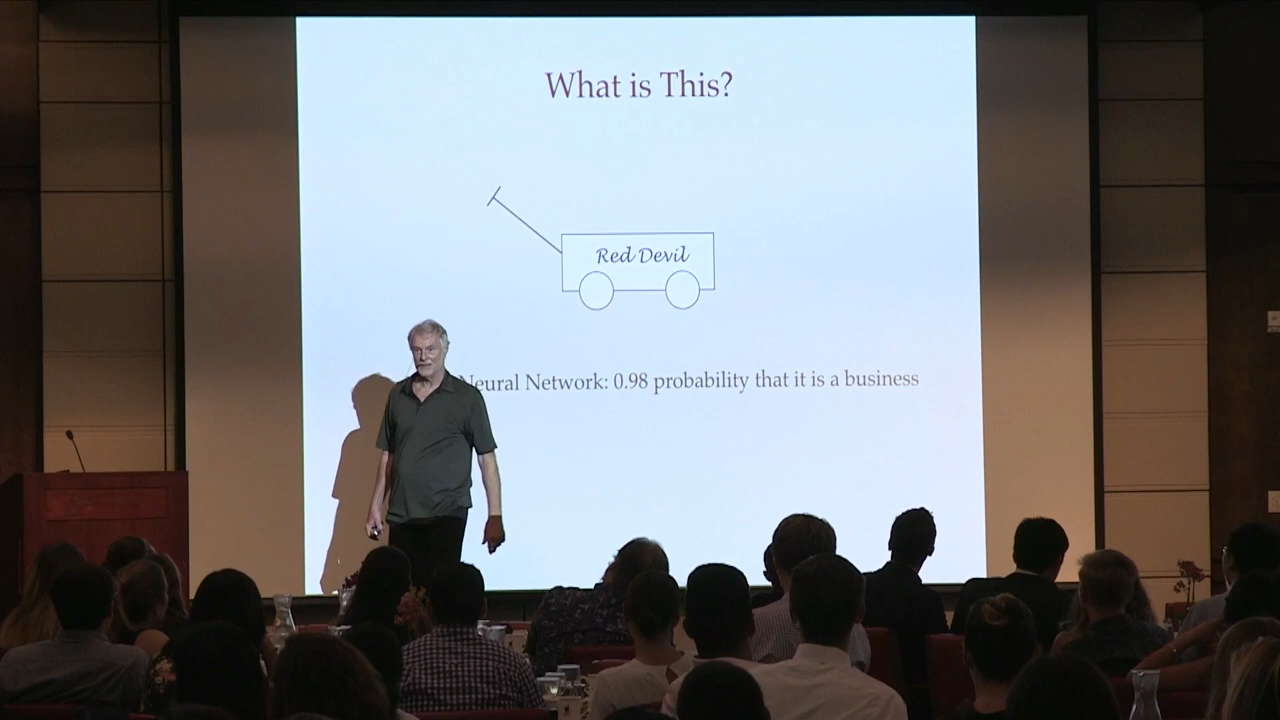 What is This?
Red Devil
Neural Network: 0.98 probability that it is a business